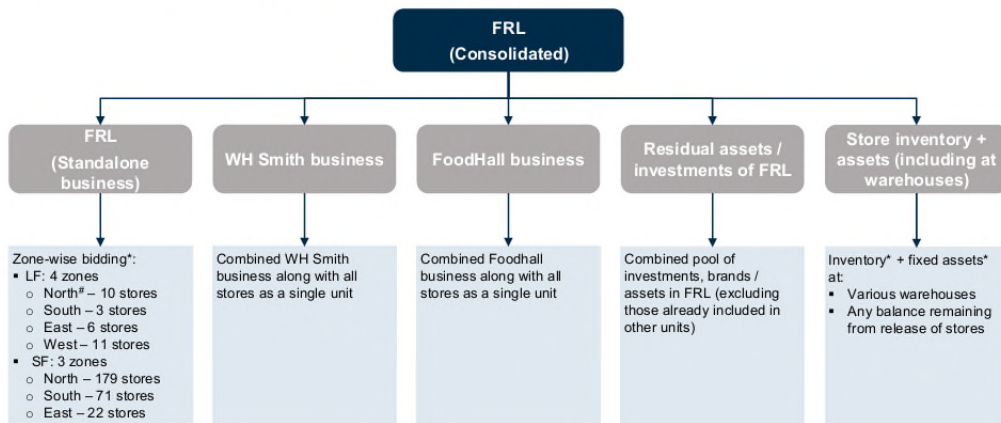 FRL
(Consolidated)
FRL
(Standalone
business)
WH Smith business
FoodHall business
Residual assets /
investments of FRL
Store inventory +
assets (including at
warehouses)
Zone-wise bidding*:
▪ LF: 4 zones
o North# – 10 stores
o South – 3 stores
o East – 6 stores
o West – 11 stores
▪ SF: 3 zones
o North – 179 stores
o South – 71 stores
o East – 22 stores
Combined WH Smith
business along with all
stores as a single unit
Combined Foodhall
business along with all
stores as a single unit
Combined pool of
investments, brands /
assets in FRL (excluding
those already included in
other units)
Inventory* + fixed assets*
at:
▪ Various warehouses
▪ Any balance remaining
from release of stores